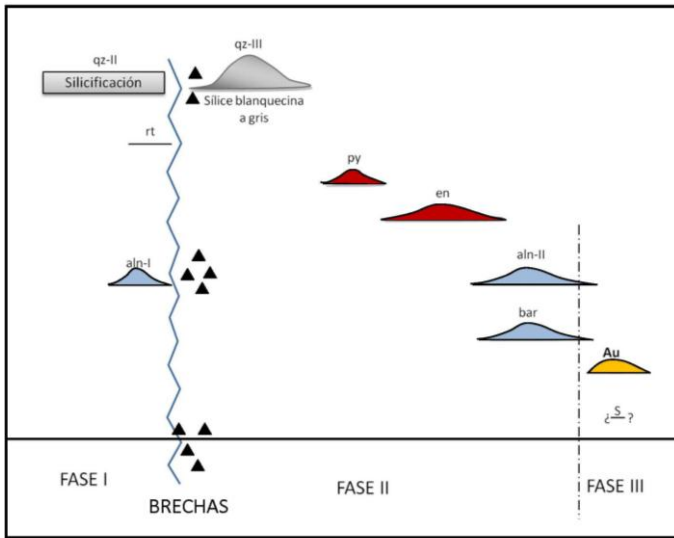 qz-II
qz-III
Silicificación
Sílice blanquecina
a gris
rt
py
en
aln-I
aln-II
bar
Au
¿S?
FASE I
BRECHAS
FASE II
FASE III